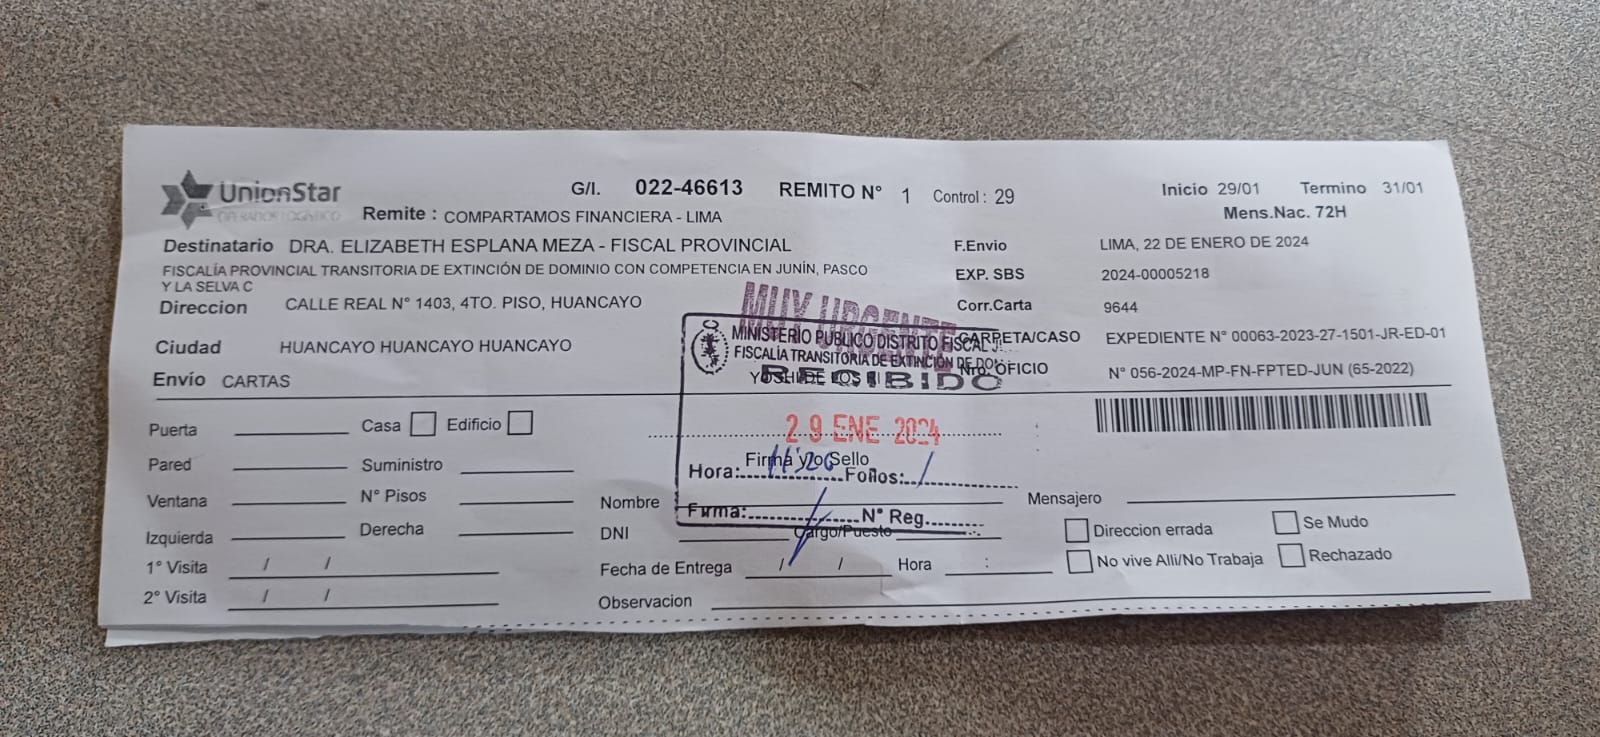 UnionStar
OPERADOR LOGISTICO
G/I. 022-46613 REMITO N° 1 Control : 29
Inicio 29/01 Termino 31/01
Mens.Nac. 72H
Remite : COMPARTAMOS FINANCIERA - LIMA
Destinatario DRA. ELIZABETH ESPLANA MEZA - FISCAL PROVINCIAL
FISCALÍA PROVINCIAL TRANSITORIA DE EXTINCIÓN DE DOMINIO CON COMPETENCIA EN JUNÍN, PASCO
Y LA SELVA C
Direccion CALLE REAL N° 1403, 4TO. PISO, HUANCAYO
Ciudad HUANCAYO HUANCAYO HUANCAYO
Envío CARTAS
F.Envio LIMA, 22 DE ENERO DE 2024
EXP. SBS 2024-00005218
Corr.Carta 9644
CARPETA/CASO EXPEDIENTE N° 00063-2023-27-1501-JR-ED-01
Nro. OFICIO N° 056-2024-MP-FN-FPTED-JUN (65-2022)
MUY URGENTE
MINISTERIO PUBLICO DISTRITO FISCAL
FISCALÍA TRANSITORIA DE EXTINCIÓN DE
RECIBIDO
29 ENE 2024
Firma y/o Sello
Hora: 11:20 Folios: 1
Firma: N° Reg.
Puerta Casa Edificio
Pared Suministro
Ventana N° Pisos
Izquierda Derecha
1° Visita / /
2° Visita / /
Nombre
DNI Cargo/Puesto
Fecha de Entrega / / Hora :
Observacion
Mensajero
Direccion errada Se Mudo
No vive Alli/No Trabaja Rechazado